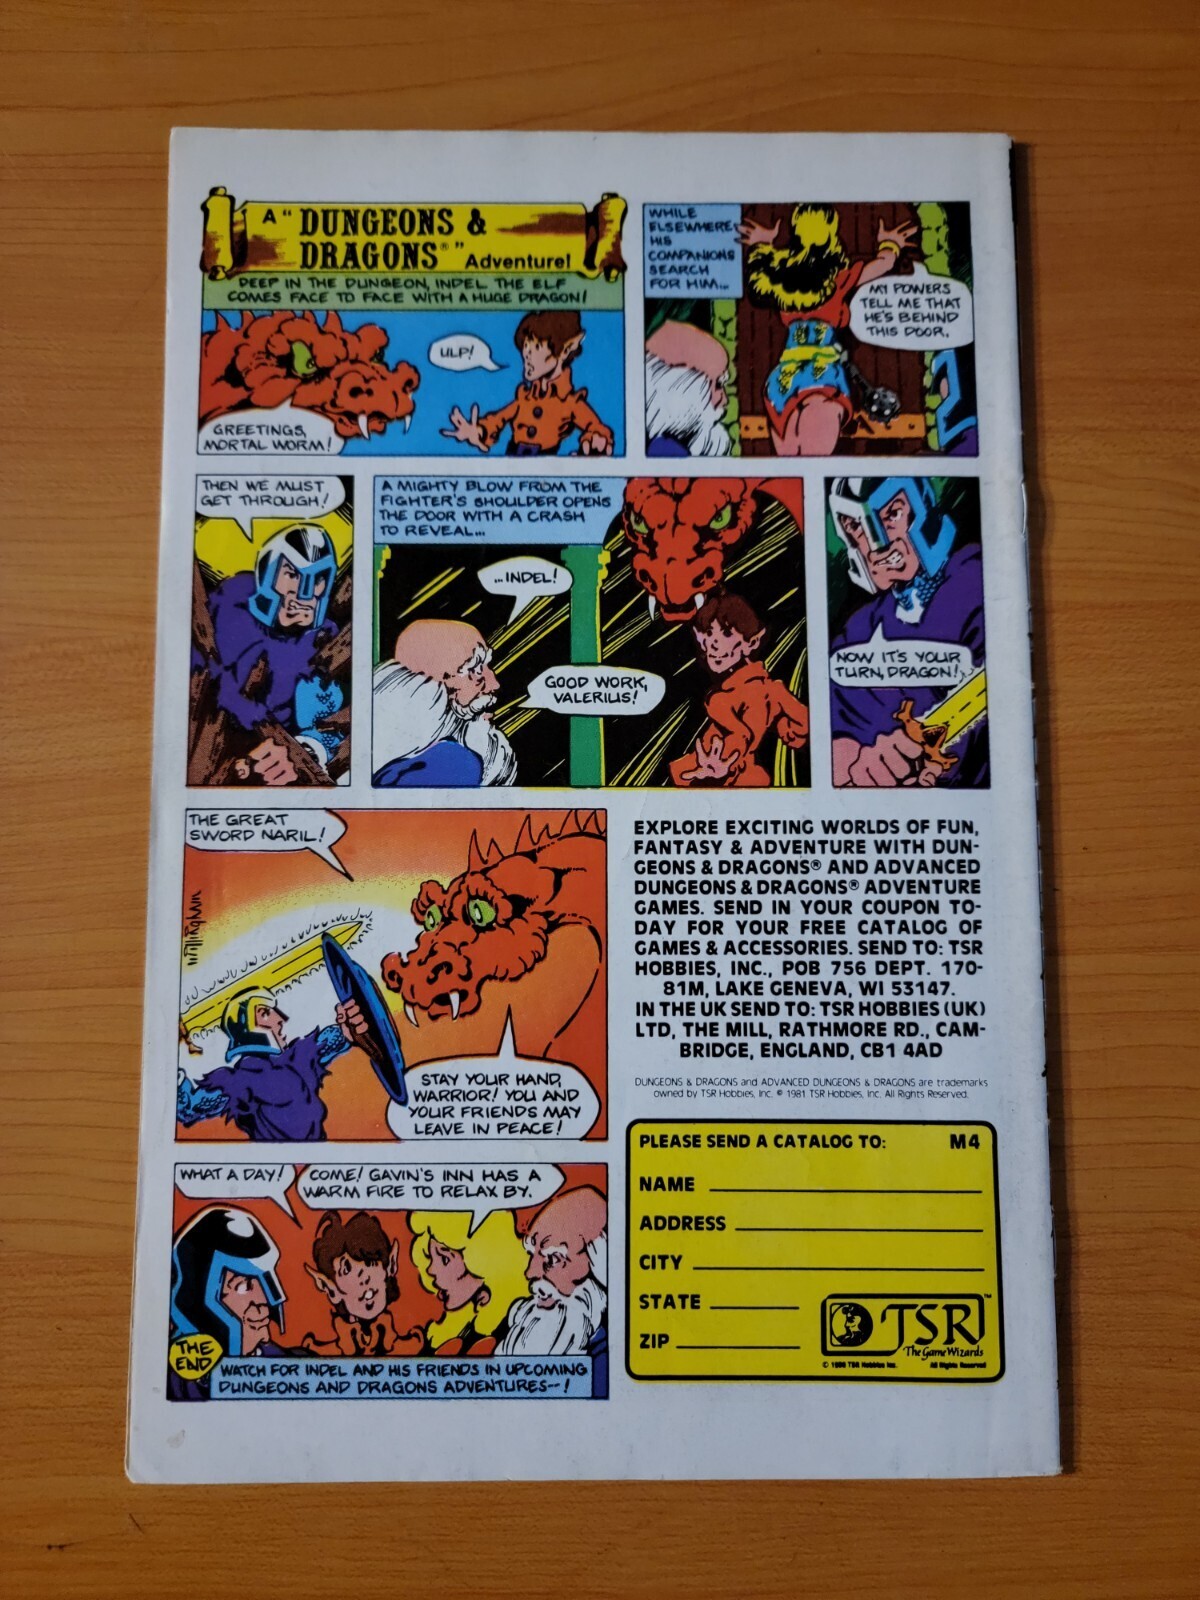 A "DUNGEONS &
DRAGONS®" Adventure!
DEEP IN THE DUNGEON, INDEL THE ELF
COMES FACE TO FACE WITH A HUGE DRAGON!
ULP!
GREETINGS,
MORTAL WORM!
WHILE
ELSEWHERE,
HIS
COMPANIONS
SEARCH
FOR HIM...
MY POWERS
TELL ME THAT
HE'S BEHIND
THIS DOOR..
THEN WE MUST
GET THROUGH!
A MIGHTY BLOW FROM THE
FIGHTER'S SHOULDER OPENS
THE DOOR WITH A CRASH
TO REVEAL...
...INDEL!
GOOD WORK,
VALERIUS!
NOW IT'S YOUR
TURN, DRAGON!
THE GREAT
SWORD NARIL!
Willingham
STAY YOUR HAND,
WARRIOR! YOU AND
YOUR FRIENDS MAY
LEAVE IN PEACE!
WHAT A DAY!
COME! GAVIN'S INN HAS A
WARM FIRE TO RELAX BY.
THE
END
WATCH FOR INDEL AND HIS FRIENDS IN UPCOMING
DUNGEONS AND DRAGONS ADVENTURES--!
EXPLORE EXCITING WORLDS OF FUN,
FANTASY & ADVENTURE WITH DUN-
GEONS & DRAGONS® AND ADVANCED
DUNGEONS & DRAGONS® ADVENTURE
GAMES. SEND IN YOUR COUPON TO-
DAY FOR YOUR FREE CATALOG OF
GAMES & ACCESSORIES. SEND TO: TSR
HOBBIES, INC., POB 756 DEPT. 170-
81M, LAKE GENEVA, WI 53147.
IN THE UK SEND TO: TSR HOBBIES (UK)
LTD, THE MILL, RATHMORE RD., CAM-
BRIDGE, ENGLAND, CB1 4AD
DUNGEONS & DRAGONS and ADVANCED DUNGEONS & DRAGONS are trademarks
owned by TSR Hobbies, Inc. © 1981 TSR Hobbies, Inc. All Rights Reserved.
PLEASE SEND A CATALOG TO: M4
NAME
ADDRESS
CITY
STATE
ZIP
TSR™
The Game Wizards
TSR Hobbies Inc. All Rights Reserved